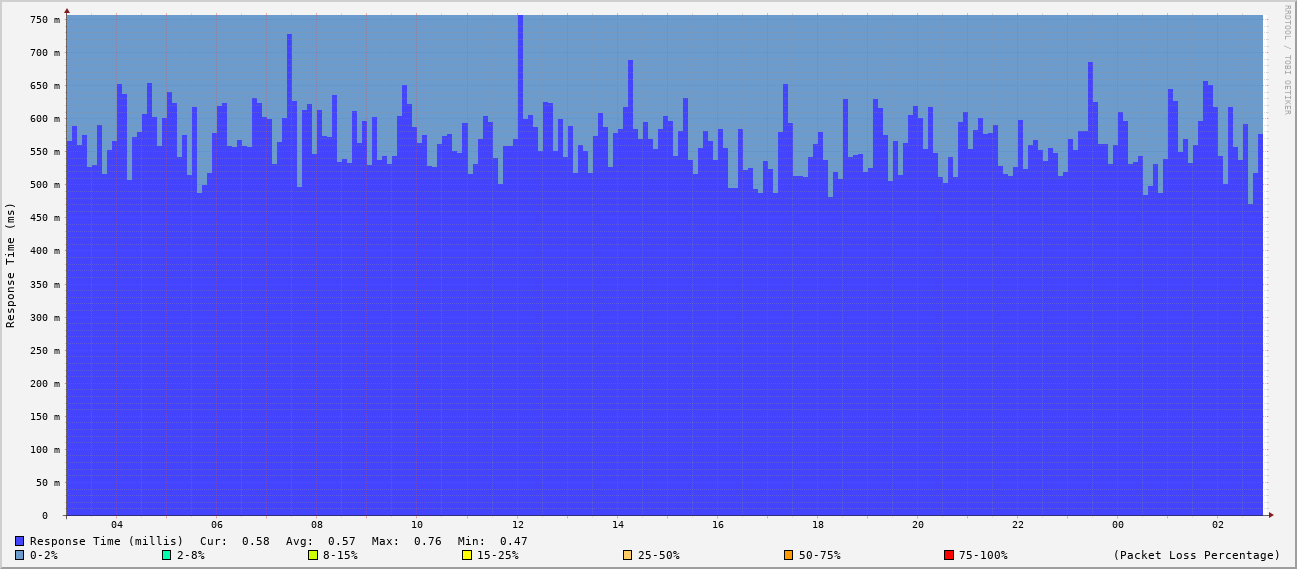 RRDTOOL / TOBI OETIKER
Response Time (ms)
750 m
700 m
650 m
600 m
550 m
500 m
450 m
400 m
350 m
300 m
250 m
200 m
150 m
100 m
50 m
0
04 06 08 10 12 14 16 18 20 22 00 02
Response Time (millis) Cur: 0.58 Avg: 0.57 Max: 0.76 Min: 0.47
0-2% 2-8% 8-15% 15-25% 25-50% 50-75% 75-100% (Packet Loss Percentage)